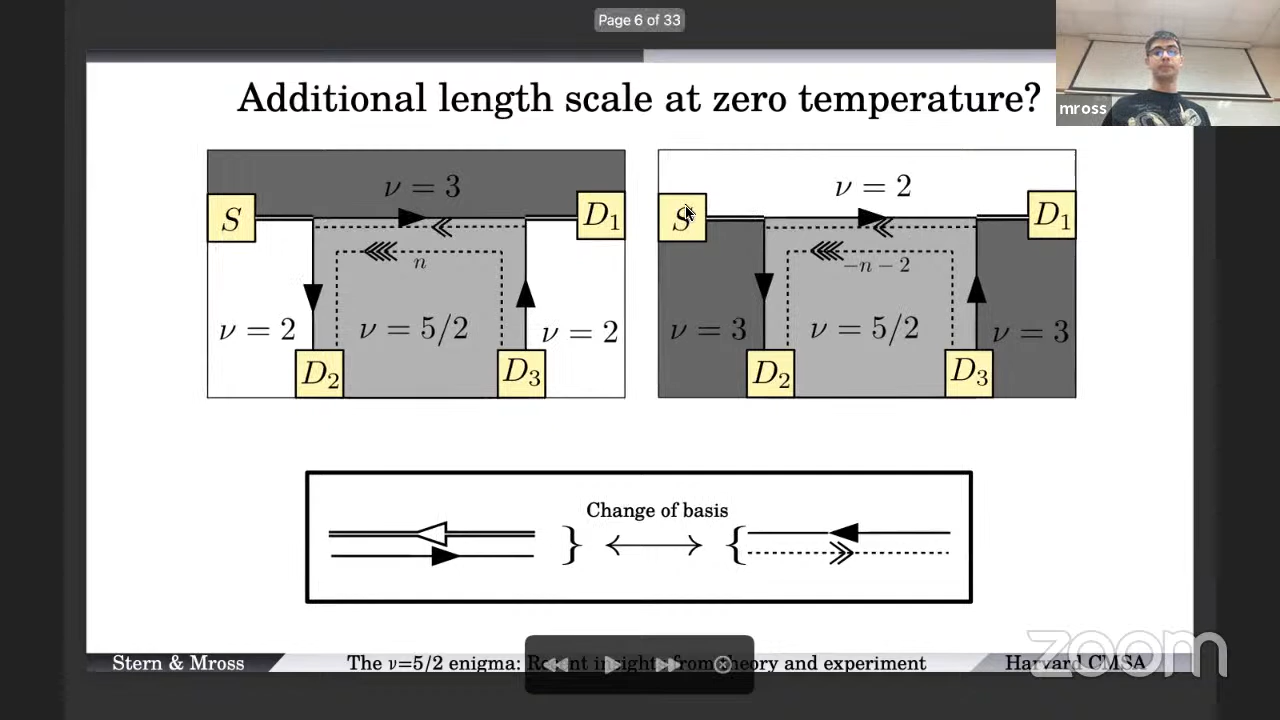 Page 6 of 33
mross
Additional length scale at zero temperature?
ν = 3
S
D₁
n
ν = 2
ν = 5/2
ν = 2
D₂
D₃
ν = 2
S
D₁
−n − 2
ν = 3
ν = 5/2
ν = 3
D₂
D₃
Change of basis
Stern & Mross
The ν=5/2 enigma: Recent insights from theory and experiment
Harvard CMSA
zoom